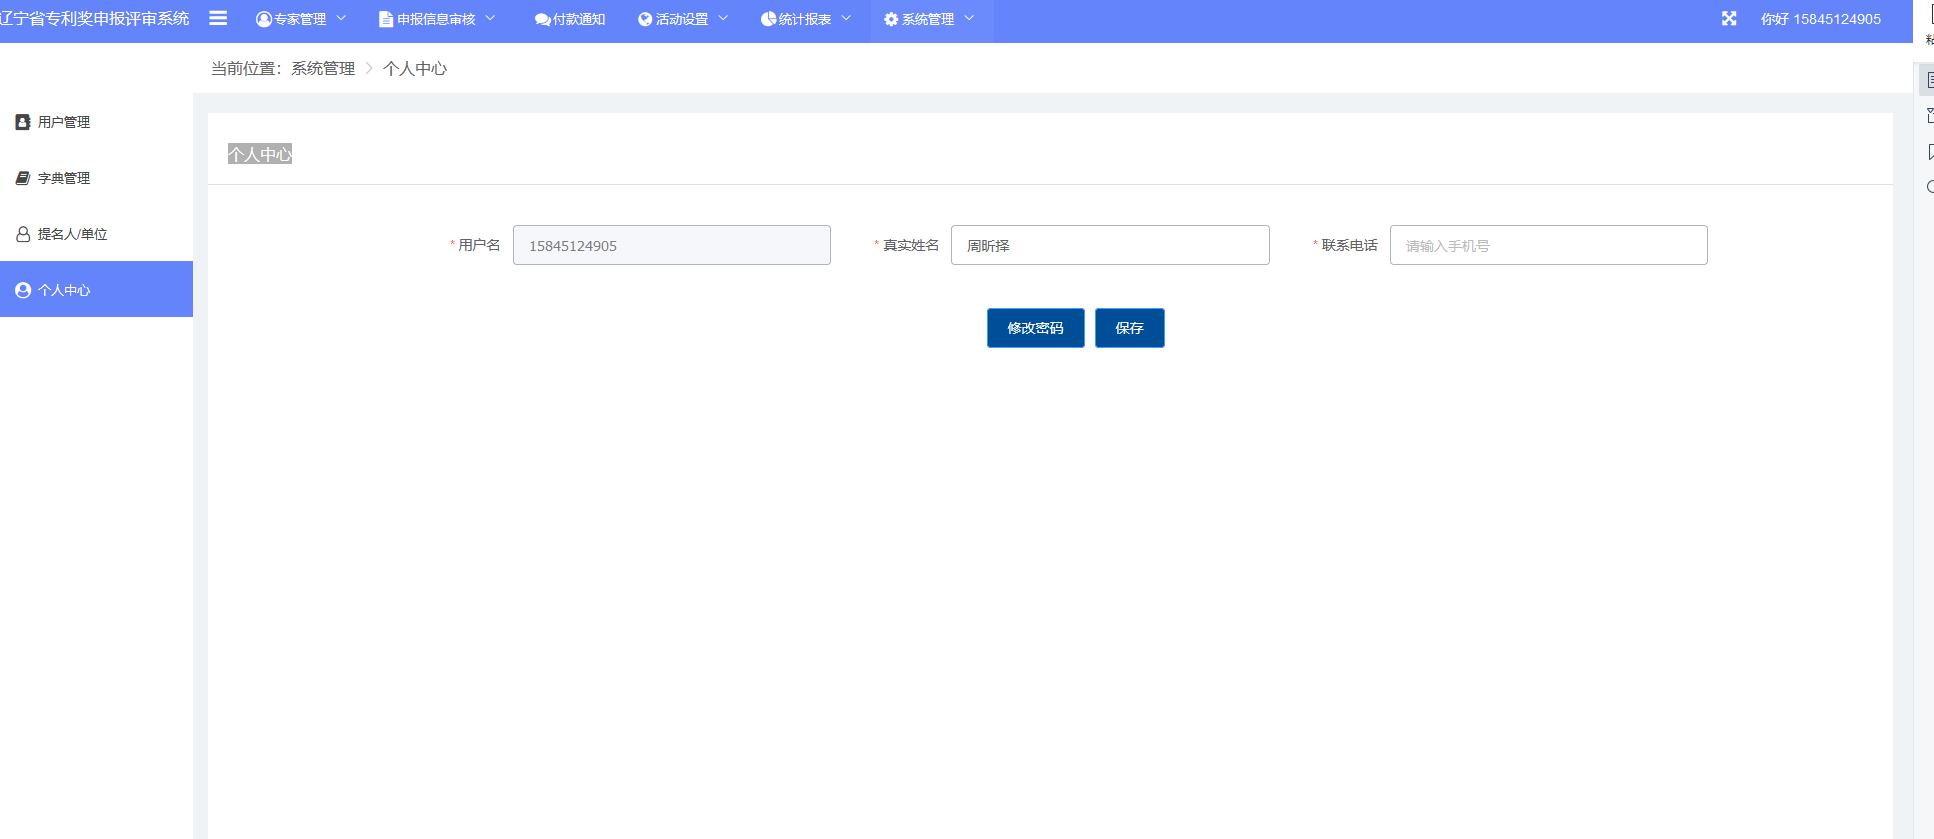 辽宁省专利奖申报评审系统 专家管理 申报信息审核 付款通知 活动设置 统计报表 系统管理 你好 15845124905
当前位置：系统管理 > 个人中心
用户管理
字典管理
提名人/单位
个人中心
个人中心
* 用户名 15845124905 * 真实姓名 周昕择 * 联系电话 请输入手机号
修改密码 保存